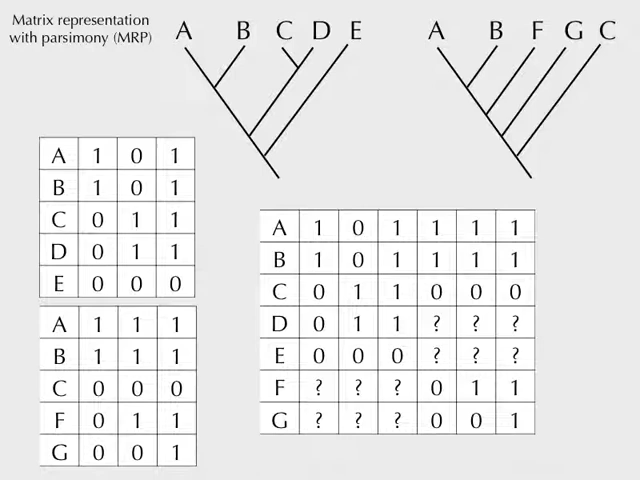 Matrix representation
with parsimony (MRP)
A B C D E
A B F G C
A 1 0 1
B 1 0 1
C 0 1 1
D 0 1 1
E 0 0 0
A 1 1 1
B 1 1 1
C 0 0 0
F 0 1 1
G 0 0 1
A 1 0 1 1 1 1
B 1 0 1 1 1 1
C 0 1 1 0 0 0
D 0 1 1 ? ? ?
E 0 0 0 ? ? ?
F ? ? ? 0 1 1
G ? ? ? 0 0 1